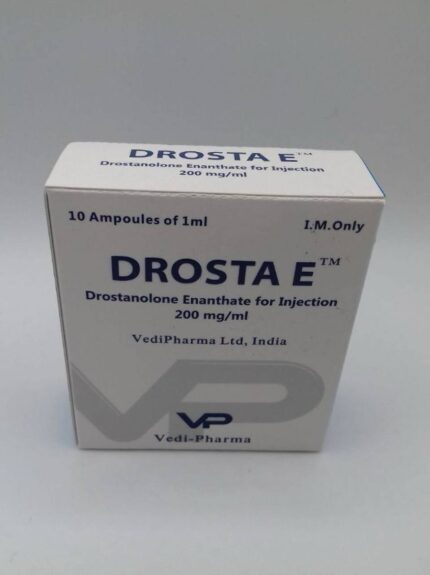 DROSTA E™
Drostanolone Enanthate for Injection
200 mg/ml
10 Ampoules of 1ml
I.M.Only
DROSTA E™
Drostanolone Enanthate for Injection
200 mg/ml
VediPharma Ltd, India
VP
VP
Vedi-Pharma